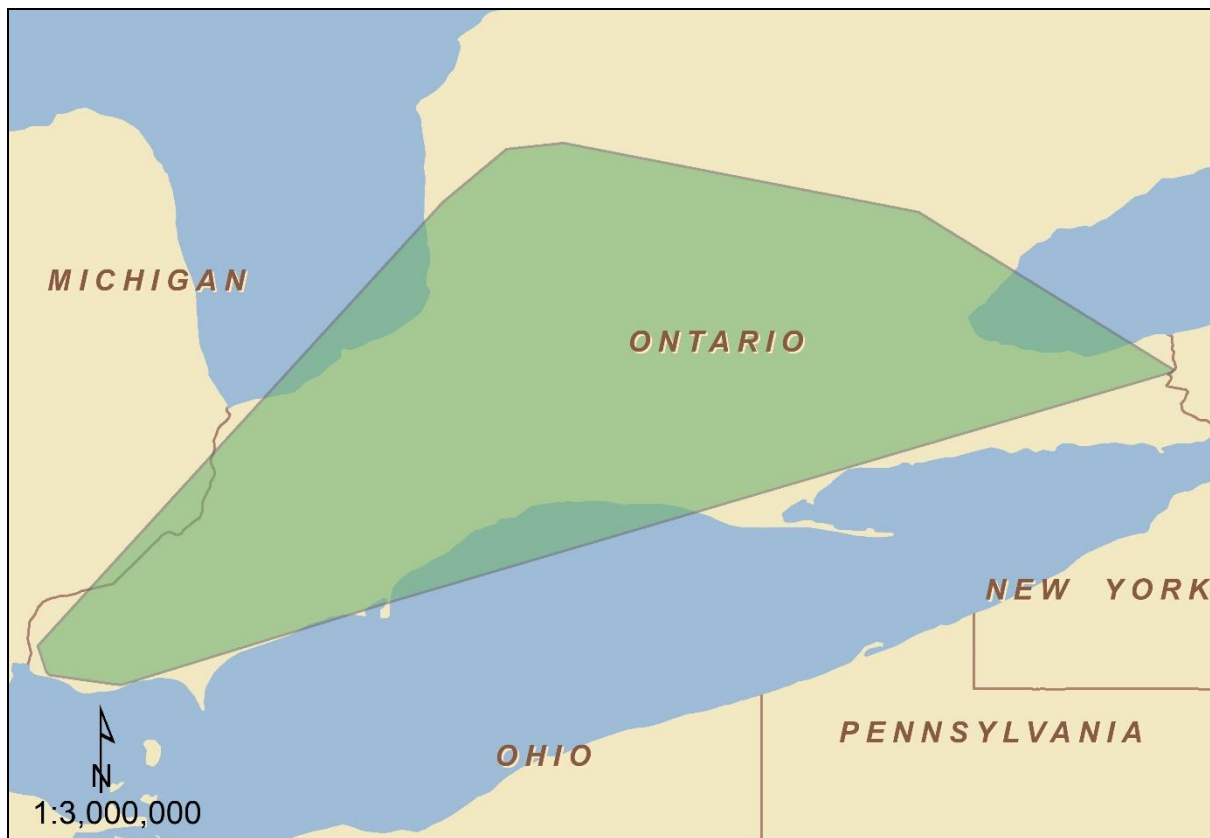 MICHIGAN
ONTARIO
NEW YORK
PENNSYLVANIA
OHIO
N
1:3,000,000